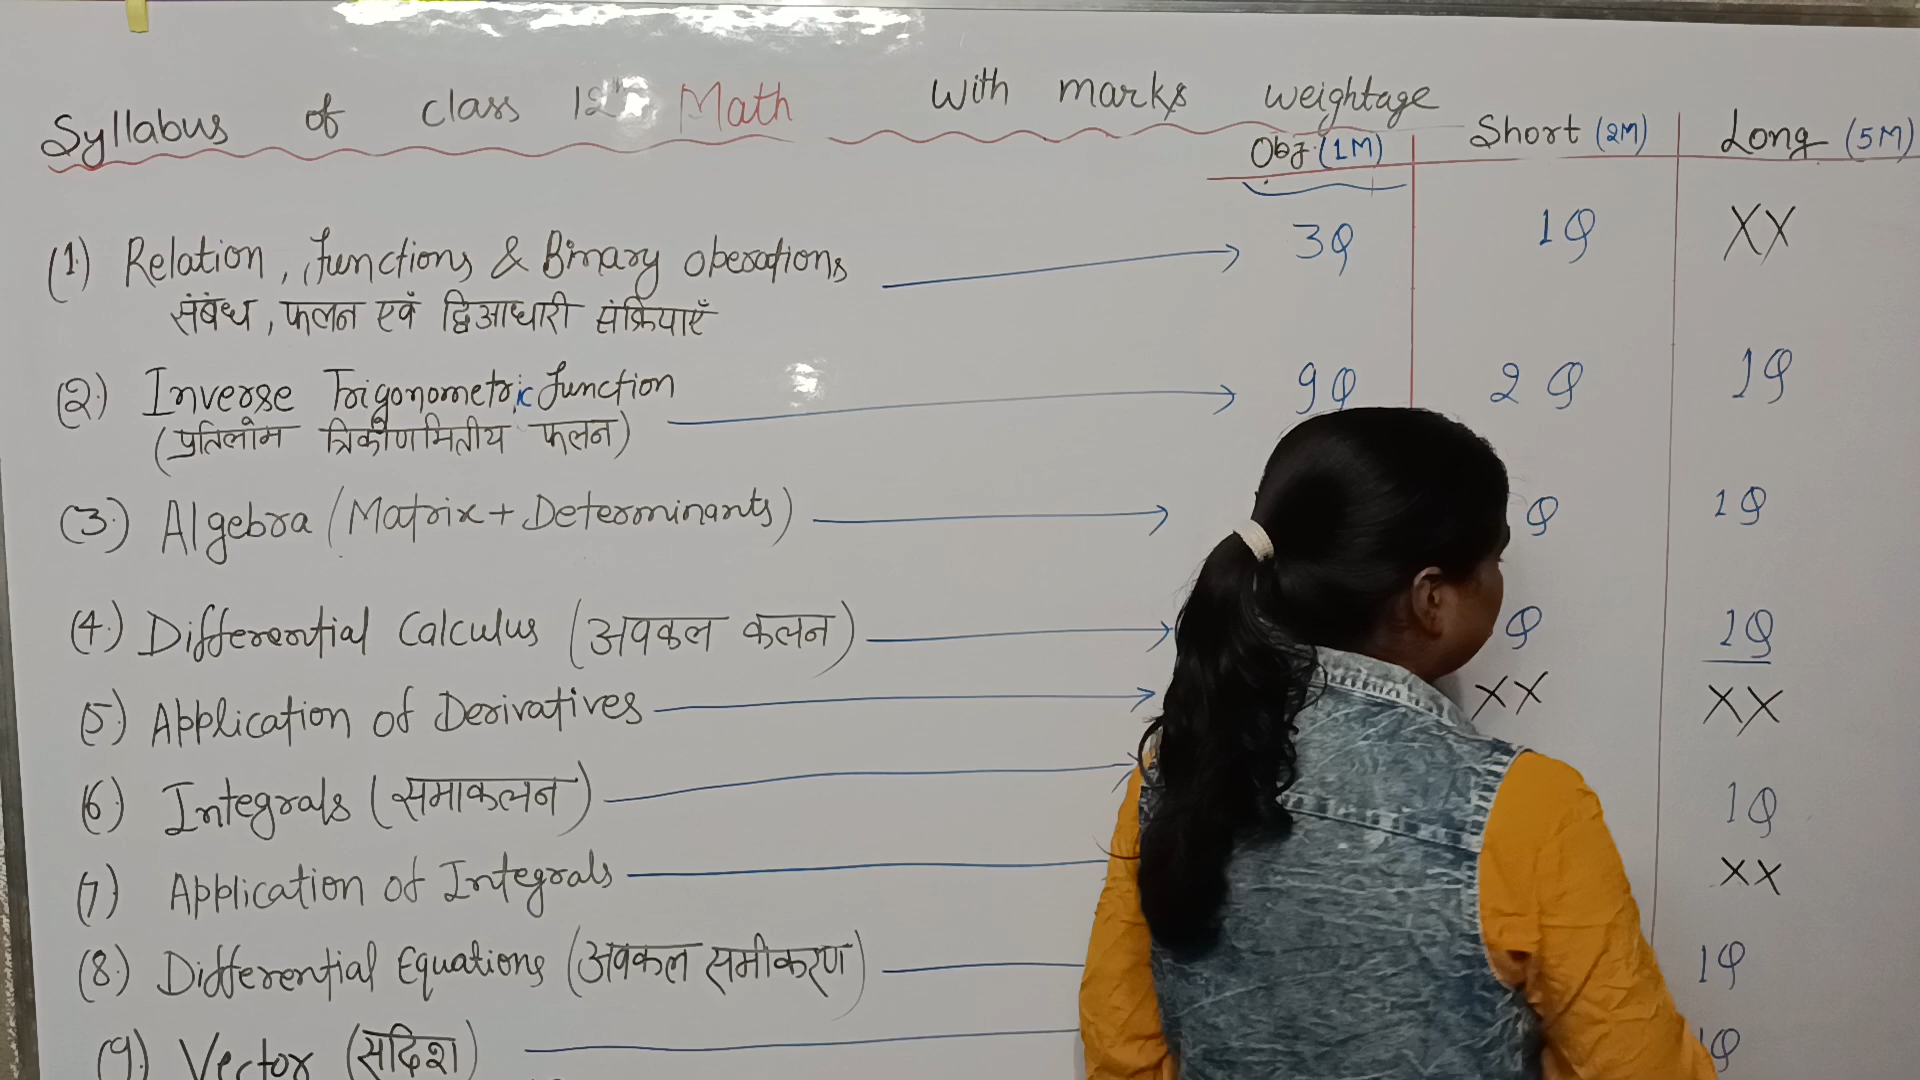 Syllabus of class 12th Math with marks weightage
Obj (1M) Short (2M) Long (5M)
(1) Relation, functions & Binary operations → 3Q 1Q XX
संबंध, फलन एवं द्विआधारी संक्रियाएँ
(2) Inverse Trigonometric function → 9Q 2Q 1Q
(प्रतिलोम त्रिकोणमितीय फलन)
(3) Algebra (Matrix + Determinants) → Q 1Q
(4) Differential Calculus (अवकल कलन) → Q 1Q
(5) Application of Derivatives → XX XX
(6) Integrals (समाकलन) → 1Q
(7) Application of Integrals XX
(8) Differential Equations (अवकल समीकरण) 1Q
(9) Vector (सदिश) 1Q